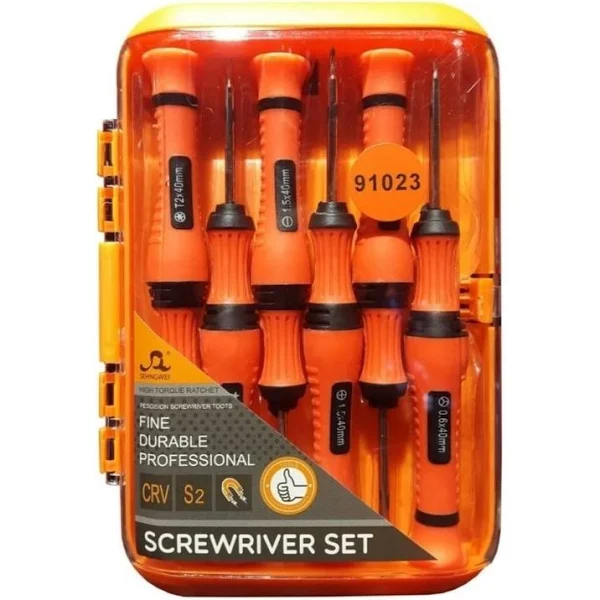 T2x40mm
1.5x40mm
91023
SEHNGWEI
HIGH TORQUE RATCHET
PESCISION SCREWRIVER TOOTS
FINE
DURABLE
PROFESSIONAL
CRV
S2
1.5x40mm
0.6x40mm
SCREWRIVER SET